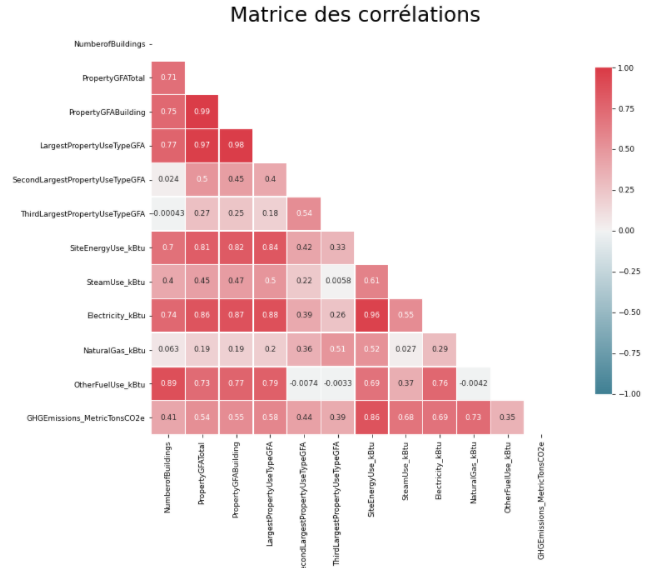 Matrice des corrélations
NumberofBuildings
PropertyGFATotal 0.71
PropertyGFABuilding 0.75 0.99
LargestPropertyUseTypeGFA 0.77 0.97 0.98
SecondLargestPropertyUseTypeGFA 0.024 0.5 0.45 0.4
ThirdLargestPropertyUseTypeGFA -0.00043 0.27 0.25 0.18 0.54
SiteEnergyUse_kBtu 0.7 0.81 0.82 0.84 0.42 0.33
SteamUse_kBtu 0.4 0.45 0.47 0.5 0.22 0.0058 0.61
Electricity_kBtu 0.74 0.86 0.87 0.88 0.39 0.26 0.96 0.55
NaturalGas_kBtu 0.063 0.19 0.19 0.2 0.36 0.51 0.52 0.027 0.29
OtherFuelUse_kBtu 0.89 0.73 0.77 0.79 -0.0074 -0.0033 0.69 0.37 0.76 -0.0042
GHGEmissions_MetricTonsCO2e 0.41 0.54 0.55 0.58 0.44 0.39 0.86 0.68 0.69 0.73 0.35
NumberofBuildings
PropertyGFATotal
PropertyGFABuilding
LargestPropertyUseTypeGFA
econdLargestPropertyUseTypeGFA
ThirdLargestPropertyUseTypeGFA
SiteEnergyUse_kBtu
SteamUse_kBtu
Electricity_kBtu
NaturalGas_kBtu
OtherFuelUse_kBtu
GHGEmissions_MetricTonsCO2e
1.00
0.75
0.50
0.25
0.00
−0.25
−0.50
−0.75
−1.00